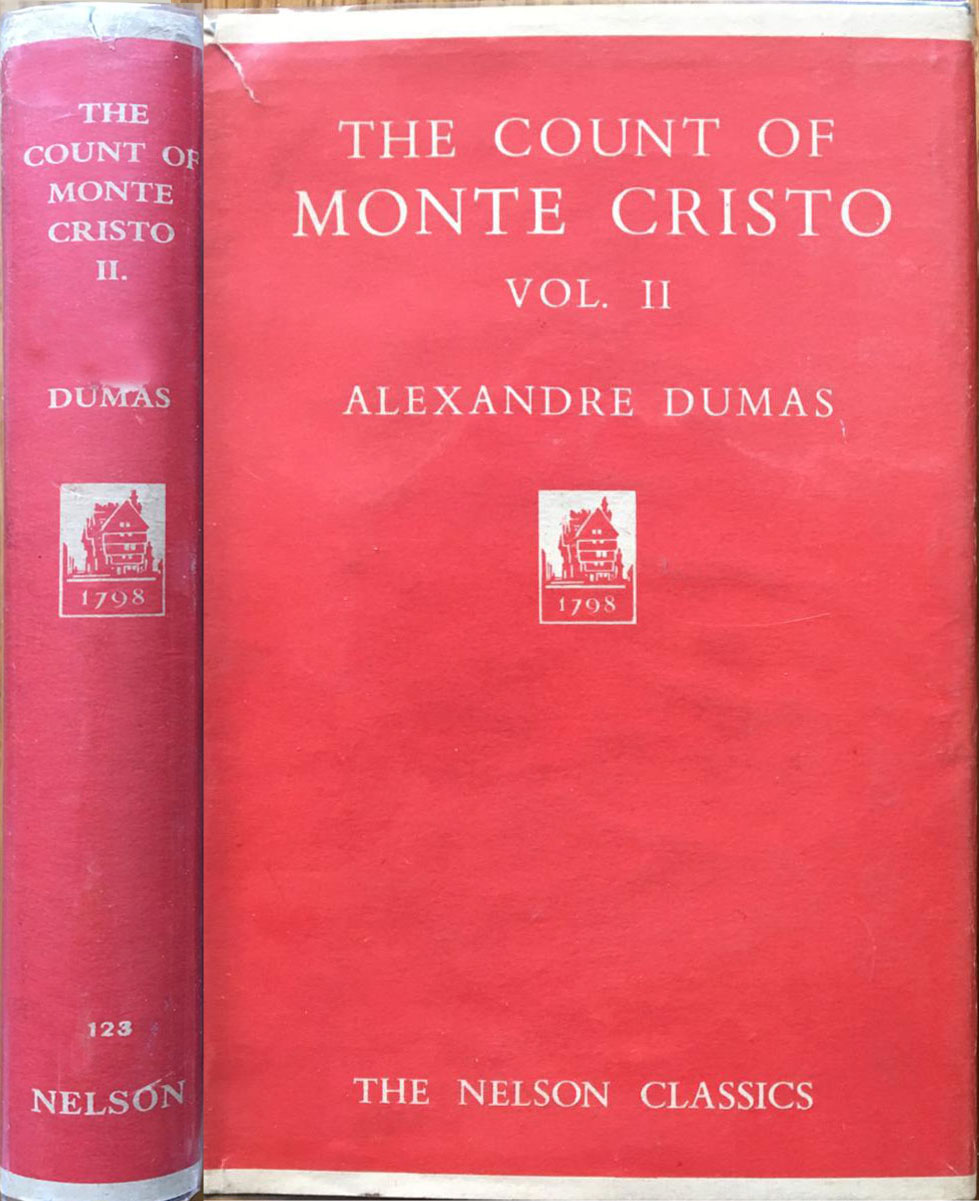 THE
COUNT OF
MONTE
CRISTO
II.
DUMAS
1798
123
NELSON
THE COUNT OF
MONTE CRISTO
VOL. II
ALEXANDRE DUMAS
1798
THE NELSON CLASSICS